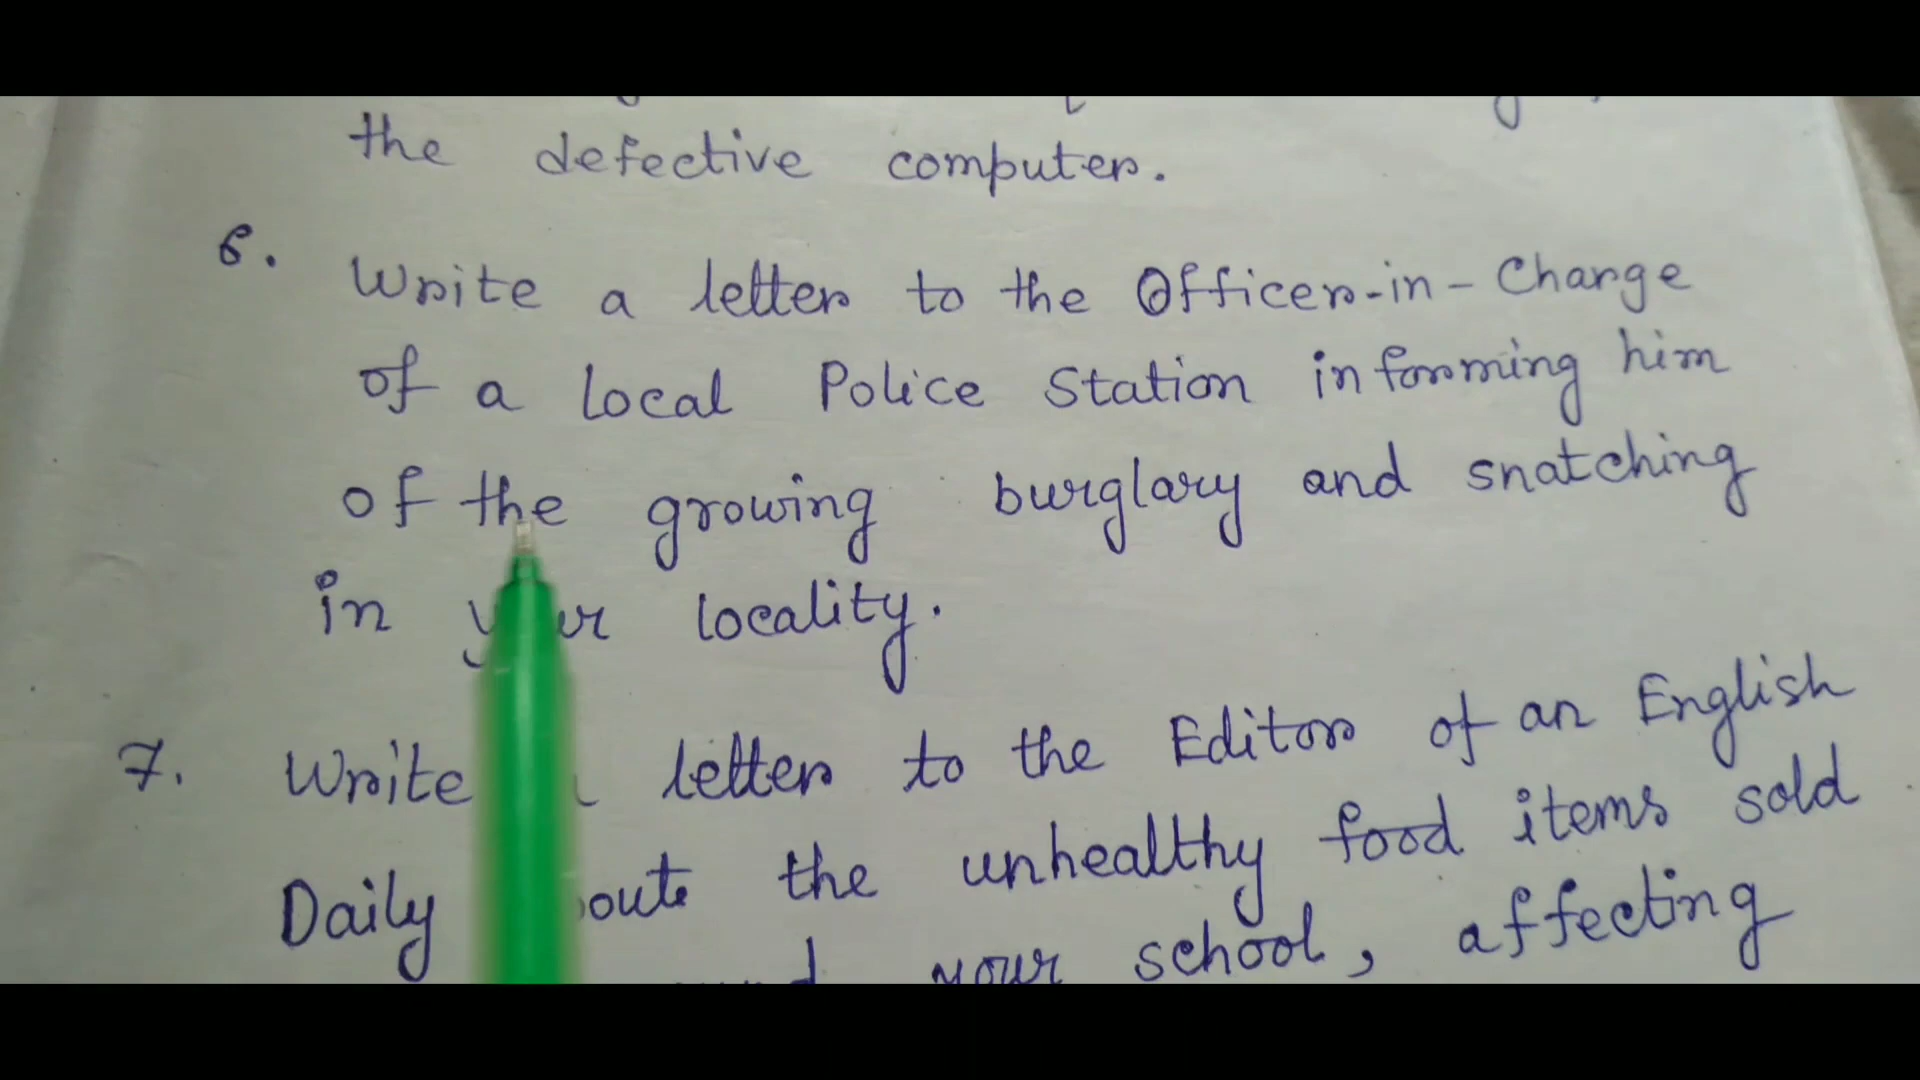 the defective computer.
6. Write a letter to the Officer-in-Charge
of a local Police Station informing him
of the growing burglary and snatching
in locality.
7. Write letter to the Editor of an English
Daily the unhealthy food items sold
your school, affecting